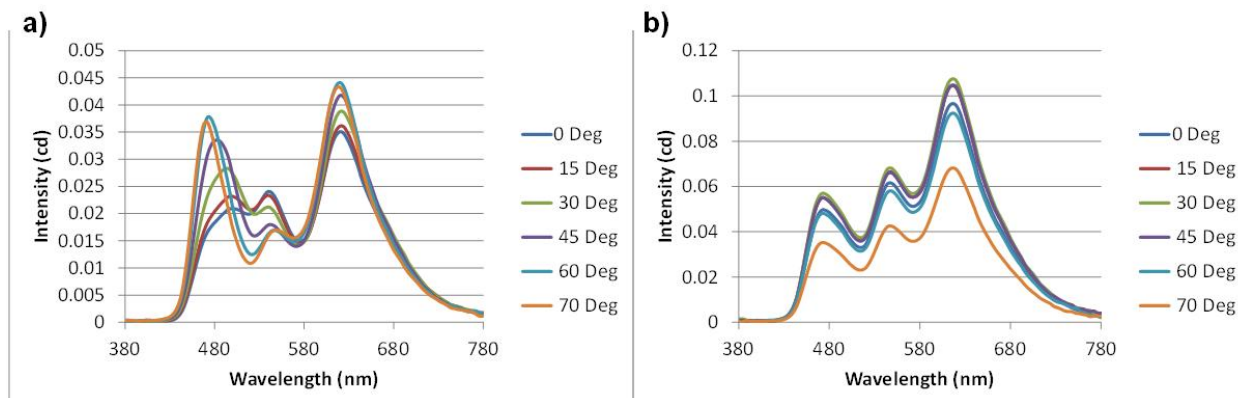 a)
0.05
0.045
0.04
0.035
0.03
0.025
0.02
0.015
0.01
0.005
0
Intensity (cd)
380 480 580 680 780
Wavelength (nm)
0 Deg
15 Deg
30 Deg
45 Deg
60 Deg
70 Deg
b)
0.12
0.1
0.08
0.06
0.04
0.02
0
Intensity (cd)
380 480 580 680 780
Wavelength (nm)
0 Deg
15 Deg
30 Deg
45 Deg
60 Deg
70 Deg